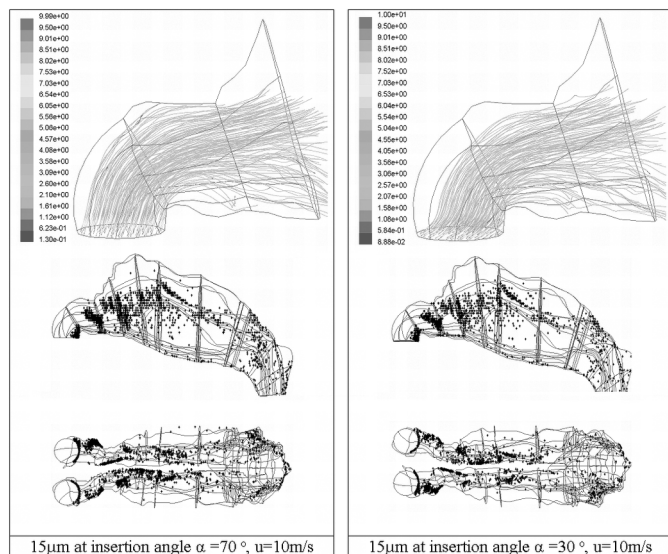 9.99e+00
9.50e+00
9.01e+00
8.51e+00
8.02e+00
7.53e+00
7.03e+00
6.54e+00
6.05e+00
5.56e+00
5.08e+00
4.57e+00
4.08e+00
3.58e+00
3.09e+00
2.60e+00
2.10e+00
1.61e+00
1.12e+00
6.23e-01
1.30e-01
15μm at insertion angle α =70 °, u=10m/s
1.00e+01
9.50e+00
9.01e+00
8.51e+00
8.02e+00
7.52e+00
7.02e+00
6.53e+00
6.03e+00
5.54e+00
5.04e+00
4.55e+00
4.05e+00
3.56e+00
3.06e+00
2.57e+00
2.07e+00
1.58e+00
1.08e+00
5.84e-01
8.88e-02
15μm at insertion angle α =30 °, u=10m/s